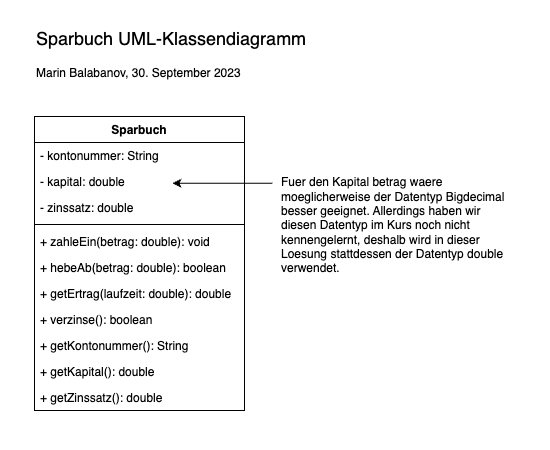 Sparbuch UML-Klassendiagramm
Marin Balabanov, 30. September 2023
Sparbuch
- kontonummer: String
- kapital: double
- zinssatz: double
+ zahleEin(betrag: double): void
+ hebeAb(betrag: double): boolean
+ getErtrag(laufzeit: double): double
+ verzinse(): boolean
+ getKontonummer(): String
+ getKapital(): double
+ getZinssatz(): double
Fuer den Kapital betrag waere
moeglicherweise der Datentyp Bigdecimal
besser geeignet. Allerdings haben wir
diesen Datentyp im Kurs noch nicht
kennengelernt, deshalb wird in dieser
Loesung stattdessen der Datentyp double
verwendet.